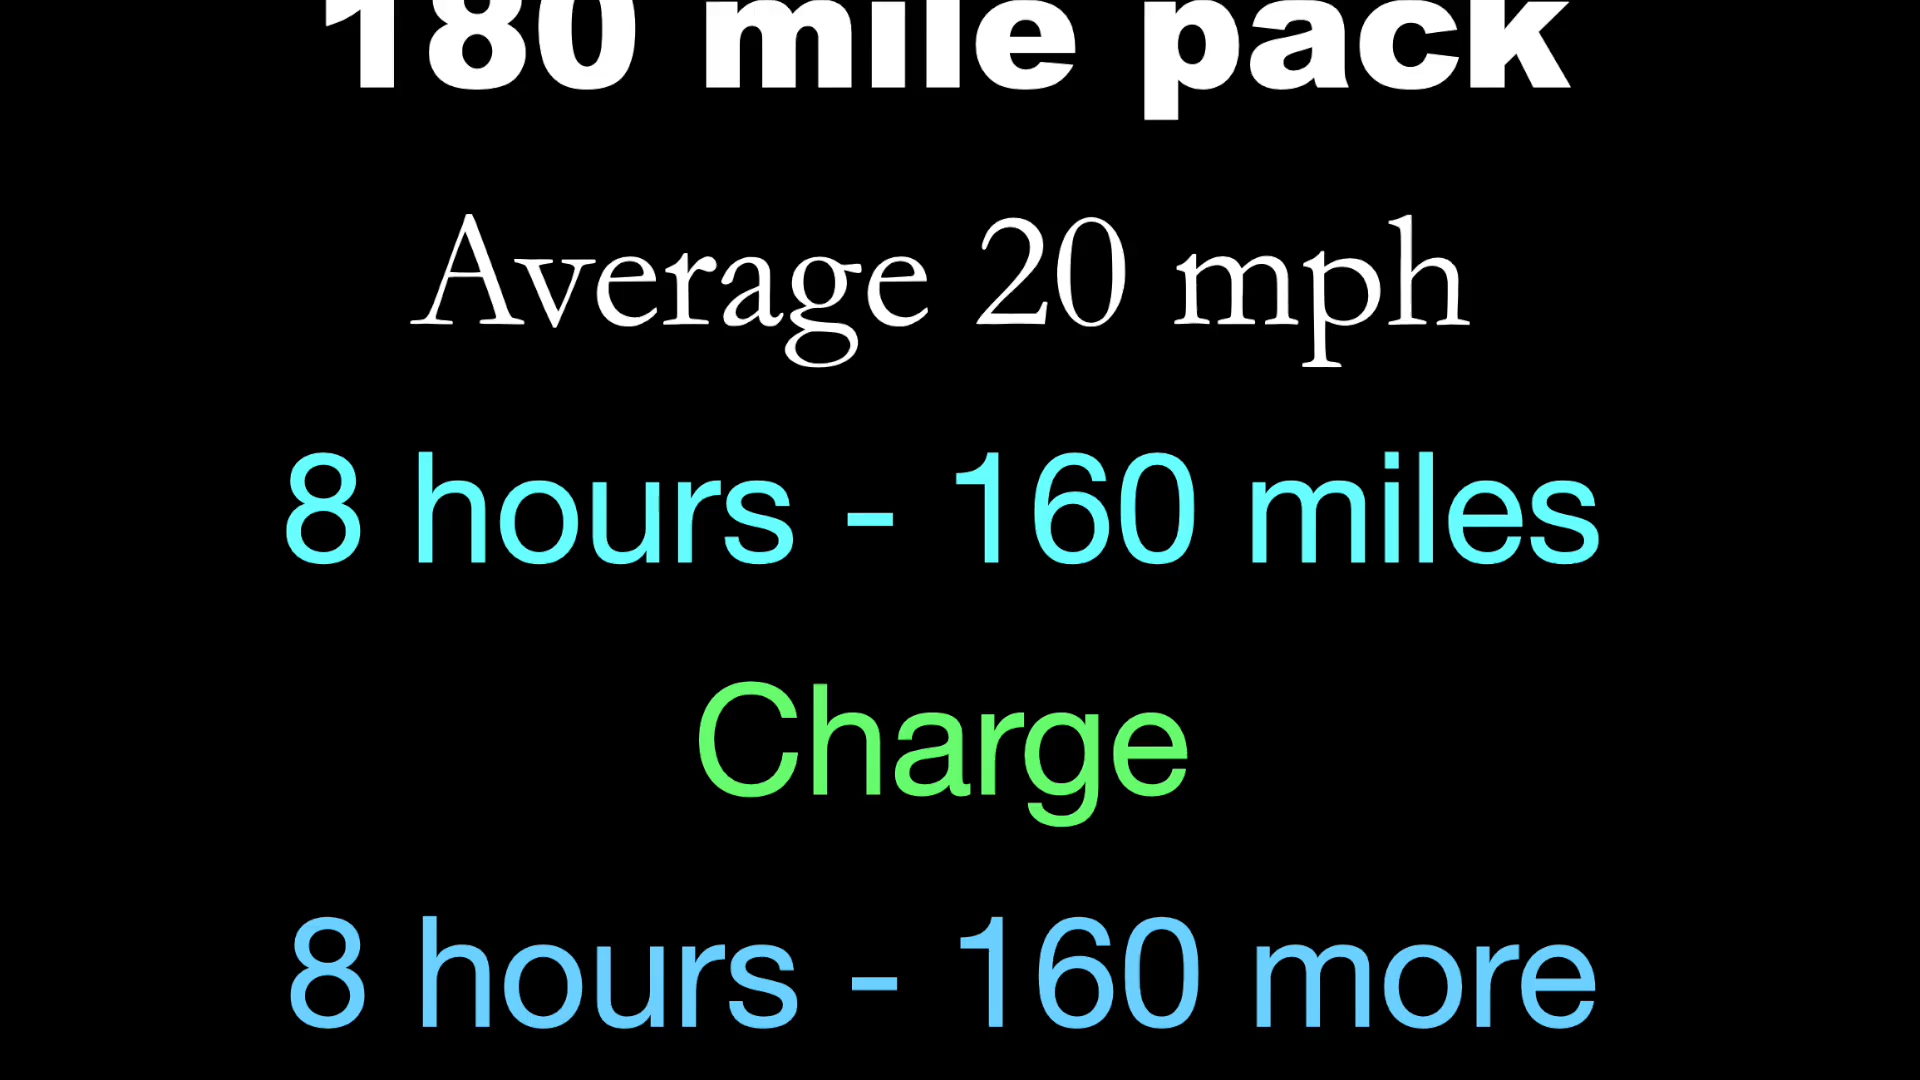 180 mile pack
Average 20 mph
8 hours - 160 miles
Charge
8 hours - 160 more